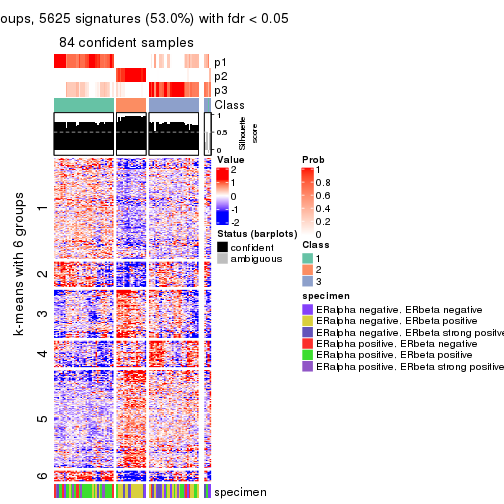 oups, 5625 signatures (53.0%) with fdr < 0.05
84 confident samples
p1
p2
p3
Class
1
0.5
0
Silhouette
score
k-means with 6 groups
1
2
3
4
5
6
specimen
Value
2
1
0
-1
-2
Status (barplots)
confident
ambiguous
Prob
1
0.8
0.6
0.4
0.2
0
Class
1
2
3
specimen
ERalpha negative. ERbeta negative
ERalpha negative. ERbeta positive
ERalpha negative. ERbeta strong positive
ERalpha positive. ERbeta negative
ERalpha positive. ERbeta positive
ERalpha positive. ERbeta strong positive